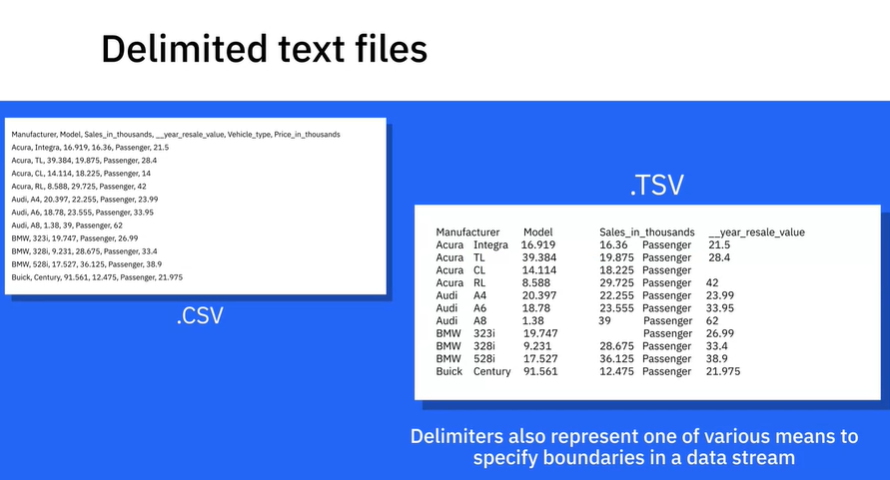 Delimited text files
Manufacturer, Model, Sales_in_thousands, __year_resale_value, Vehicle_type, Price_in_thousands
Acura, Integra, 16.919, 16.36, Passenger, 21.5
Acura, TL, 39.384, 19.875, Passenger, 28.4
Acura, CL, 14.114, 18.225, Passenger, 14
Acura, RL, 8.588, 29.725, Passenger, 42
Audi, A4, 20.397, 22.255, Passenger, 23.99
Audi, A6, 18.78, 23.555, Passenger, 33.95
Audi, A8, 1.38, 39, Passenger, 62
BMW, 323i, 19.747, Passenger, 26.99
BMW, 328i, 9.231, 28.675, Passenger, 33.4
BMW, 528i, 17.527, 36.125, Passenger, 38.9
Buick, Century, 91.561, 12.475, Passenger, 21.975
.CSV
.TSV
Manufacturer Model Sales_in_thousands __year_resale_value
Acura Integra 16.919 16.36 Passenger 21.5
Acura TL 39.384 19.875 Passenger 28.4
Acura CL 14.114 18.225 Passenger
Acura RL 8.588 29.725 Passenger 42
Audi A4 20.397 22.255 Passenger 23.99
Audi A6 18.78 23.555 Passenger 33.95
Audi A8 1.38 39 Passenger 62
BMW 323i 19.747 Passenger 26.99
BMW 328i 9.231 28.675 Passenger 33.4
BMW 528i 17.527 36.125 Passenger 38.9
Buick Century 91.561 12.475 Passenger 21.975
Delimiters also represent one of various means to
specify boundaries in a data stream